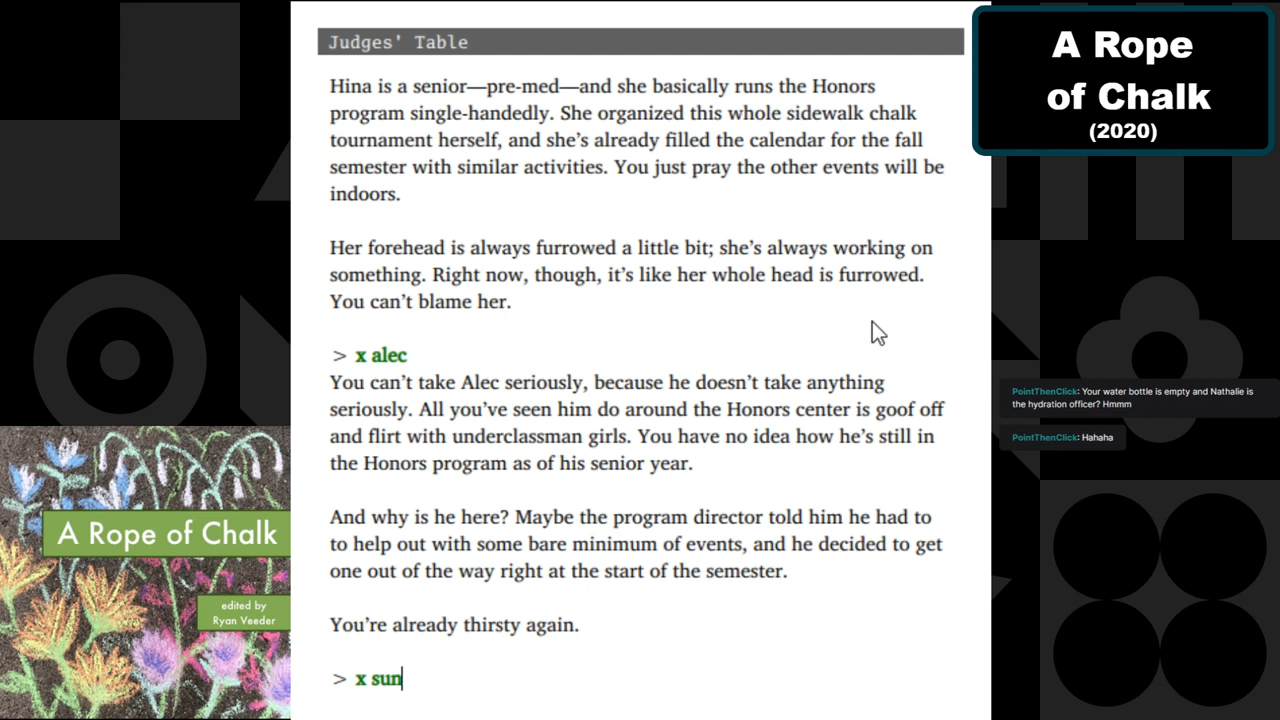 Judges' Table
Hina is a senior—pre-med—and she basically runs the Honors
program single-handedly. She organized this whole sidewalk chalk
tournament herself, and she's already filled the calendar for the fall
semester with similar activities. You just pray the other events will be
indoors.
Her forehead is always furrowed a little bit; she's always working on
something. Right now, though, it's like her whole head is furrowed.
You can't blame her.
> x alec
You can't take Alec seriously, because he doesn't take anything
seriously. All you've seen him do around the Honors center is goof off
and flirt with underclassman girls. You have no idea how he's still in
the Honors program as of his senior year.
And why is he here? Maybe the program director told him he had to
to help out with some bare minimum of events, and he decided to get
one out of the way right at the start of the semester.
You're already thirsty again.
> x sun
A Rope
of Chalk
(2020)
PointThenClick: Your water bottle is empty and Nathalie is
the hydration officer? Hmmm
PointThenClick: Hahaha
A Rope of Chalk
edited by
Ryan Veeder